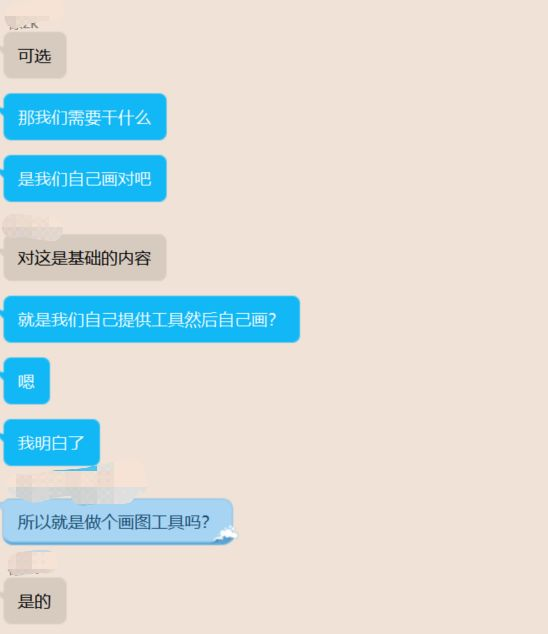 可选
那我们需要干什么
是我们自己画对吧
对这是基础的内容
就是我们自己提供工具然后自己画?
嗯
我明白了
所以就是做个画图工具吗?
是的